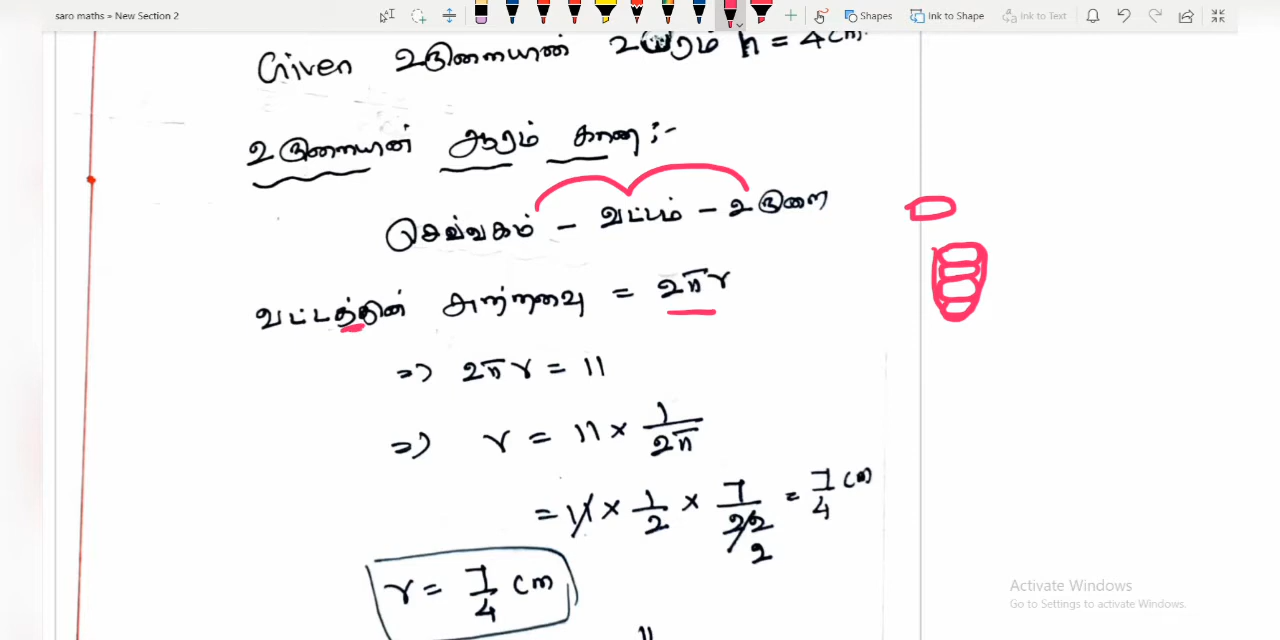 saro maths > New Section 2
Shapes Ink to Shape Ink to Text
Given உருளையின் உயரம் h = 4cm.
உருளையின் ஆரம் காண :-
செவ்வகம் - வட்டம் - உருளை
வட்டத்தின் சுற்றளவு = 2πr
=> 2πr = 11
=> r = 11 × 1/2π
= 11 × 1/2 × 7/22 = 7/4 cm
2
r = 7/4 cm
11
Activate Windows
Go to Settings to activate Windows.